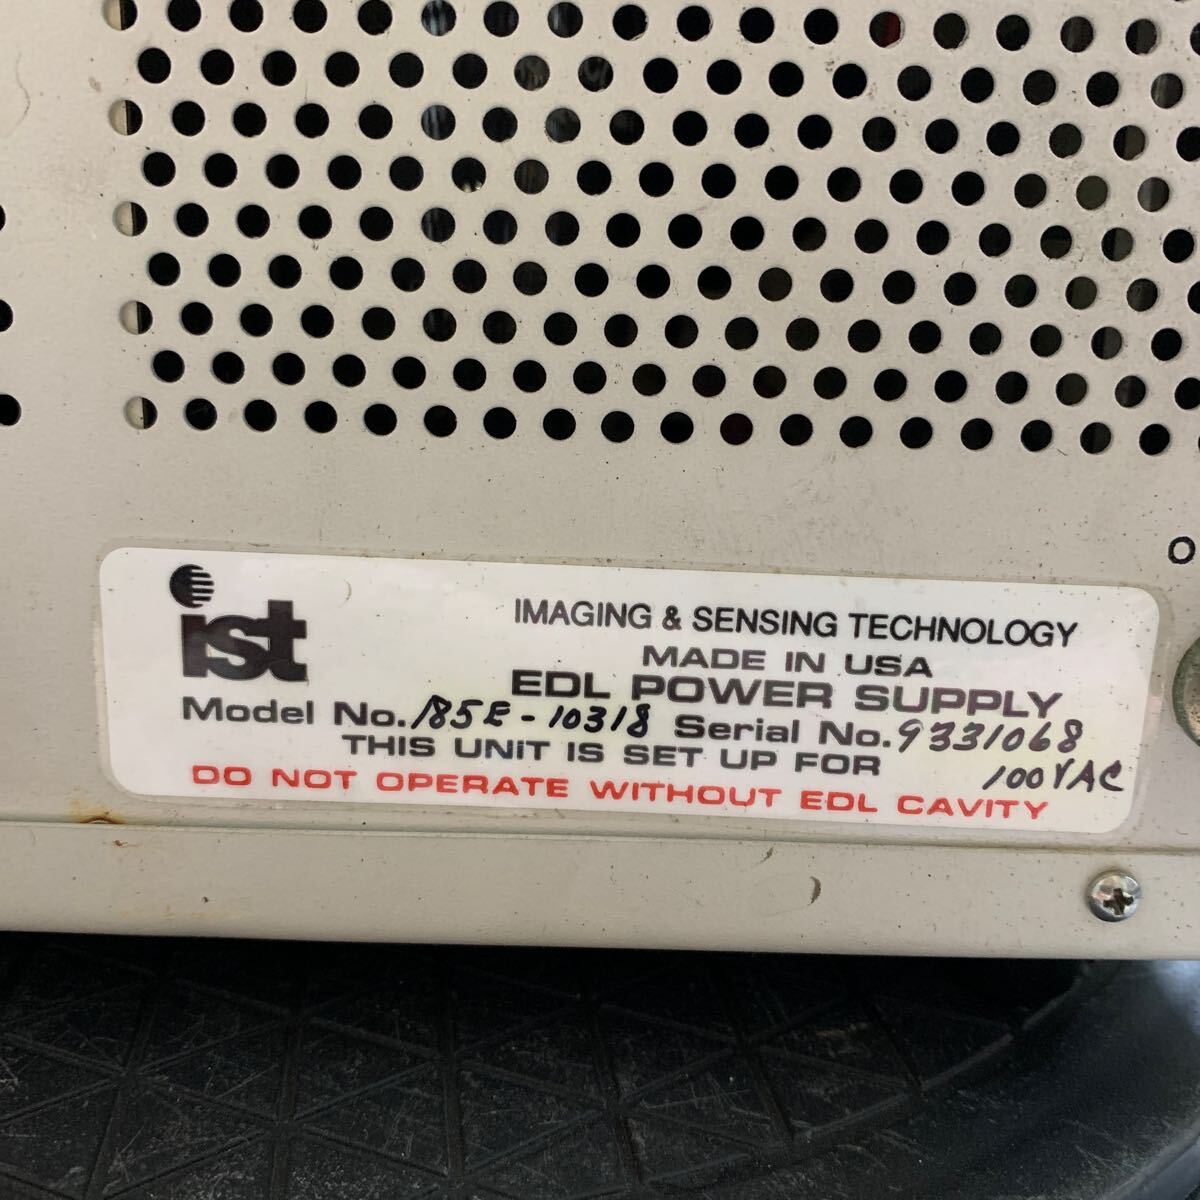 ist
IMAGING & SENSING TECHNOLOGY
MADE IN USA
EDL POWER SUPPLY
Model No. 185E-10318 Serial No. 9331068
THIS UNIT IS SET UP FOR 100VAC
DO NOT OPERATE WITHOUT EDL CAVITY
O